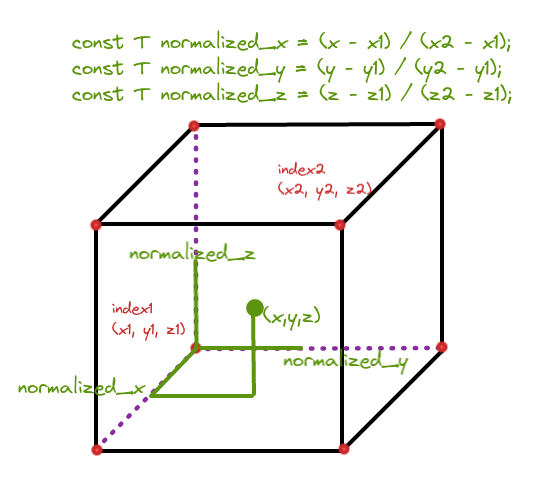 const T normalized_x = (x - x1) / (x2 - x1);
const T normalized_y = (y - y1) / (y2 - y1);
const T normalized_z = (z - z1) / (z2 - z1);
index2
(x2, y2, z2)
normalized_z
index1
(x1, y1, z1)
(x,y,z)
normalized_y
normalized_x